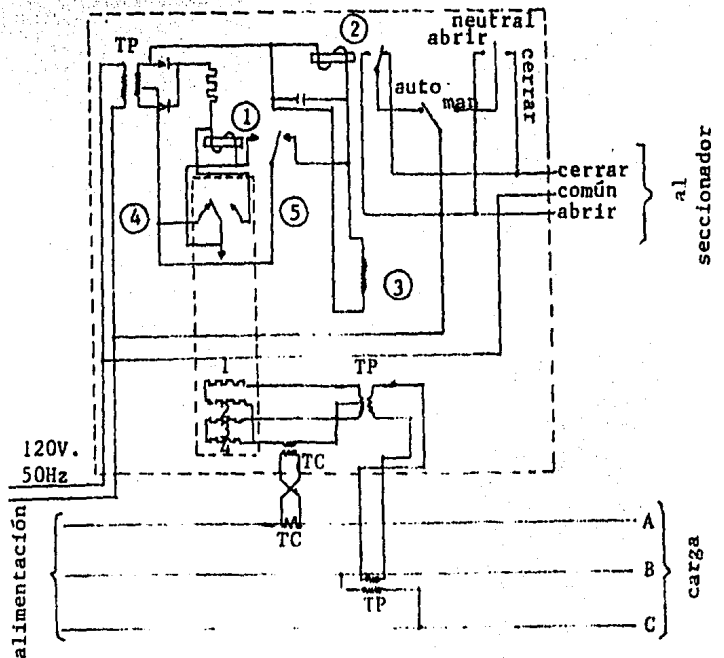 neutral
abrir
cerrar
②
TP
auto
man
①
cerrar
común
abrir
al
seccionador
④
⑤
③
1
TP
2
4
120V.
50Hz
TC
TC
A
B
TP
C
alimentación
carga